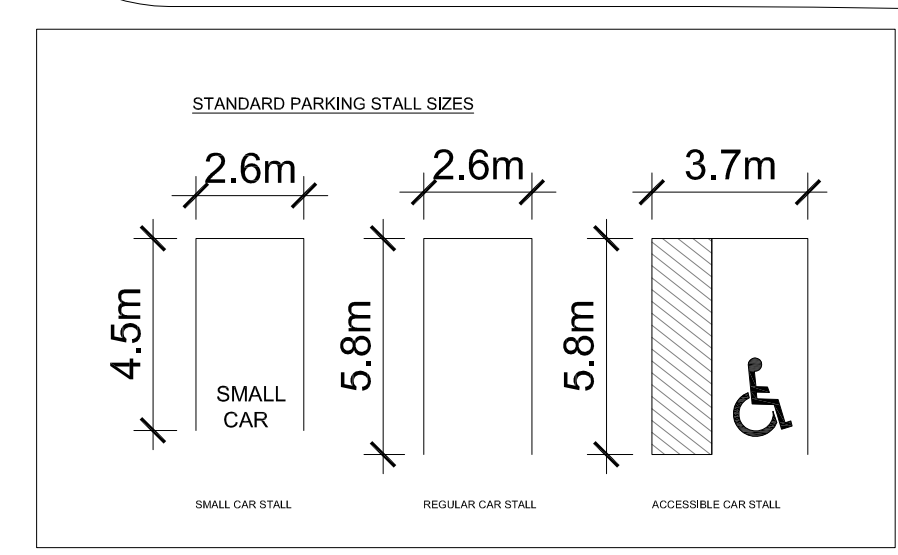 STANDARD PARKING STALL SIZES
2.6m
2.6m
3.7m
4.5m
5.8m
5.8m
SMALL
CAR
SMALL CAR STALL
REGULAR CAR STALL
ACCESSIBLE CAR STALL